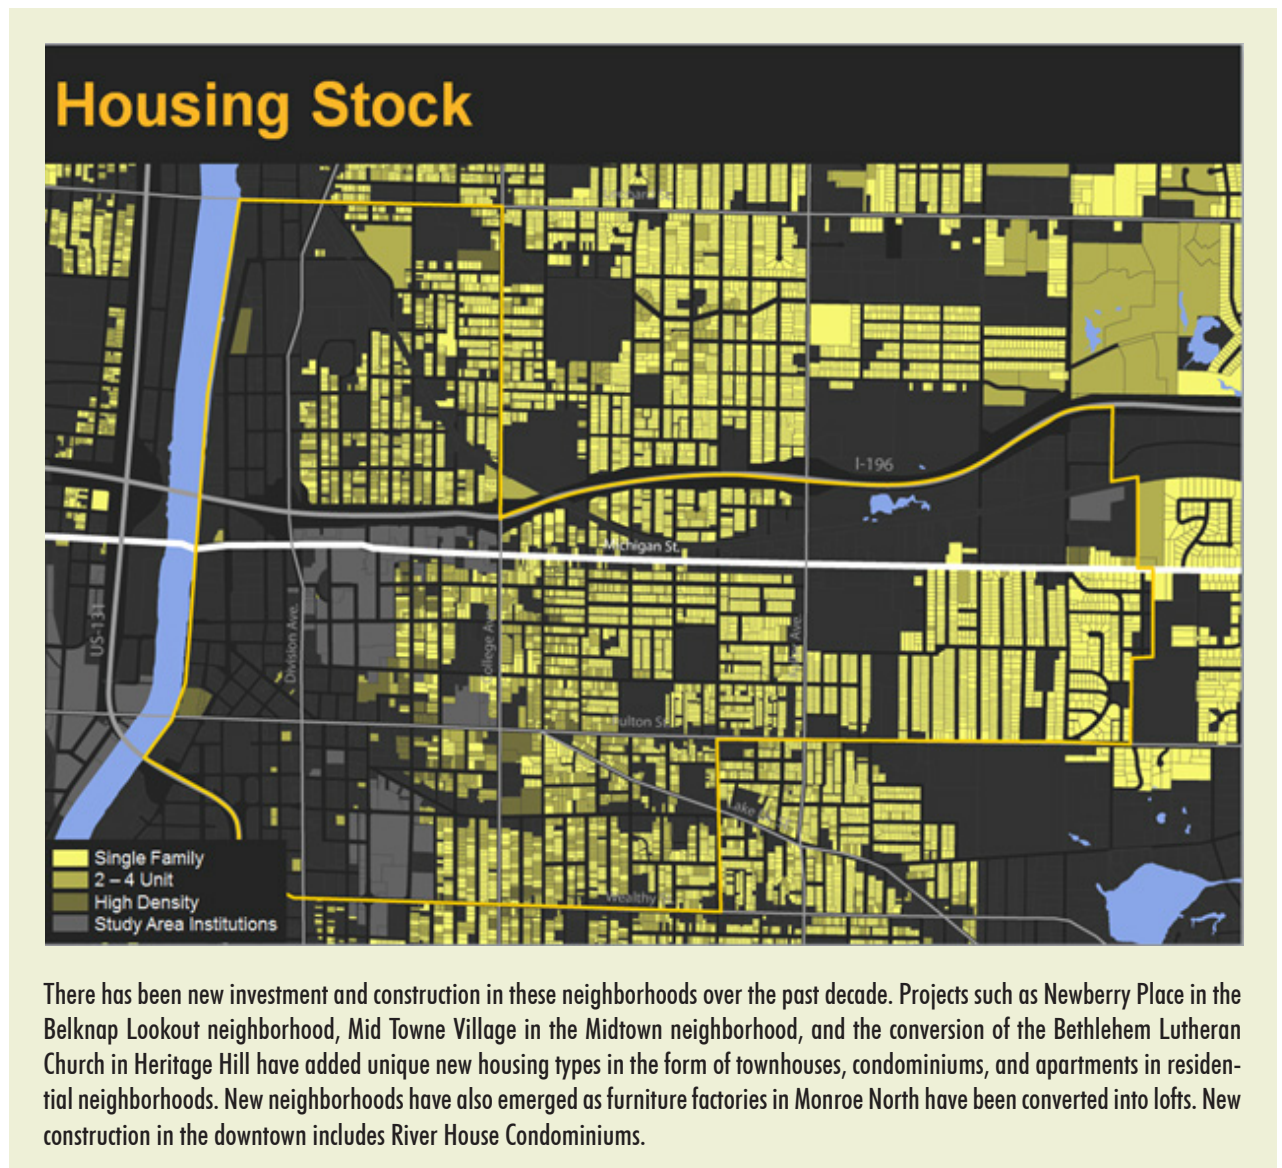 Housing Stock
I-196
Michigan St.
US-131
Division Ave.
College Ave.
Ave.
Fulton St.
Lake
Wealthy
Single Family
2 – 4 Unit
High Density
Study Area Institutions
There has been new investment and construction in these neighborhoods over the past decade. Projects such as Newberry Place in the
Belknap Lookout neighborhood, Mid Towne Village in the Midtown neighborhood, and the conversion of the Bethlehem Lutheran
Church in Heritage Hill have added unique new housing types in the form of townhouses, condominiums, and apartments in residen-
tial neighborhoods. New neighborhoods have also emerged as furniture factories in Monroe North have been converted into lofts. New
construction in the downtown includes River House Condominiums.